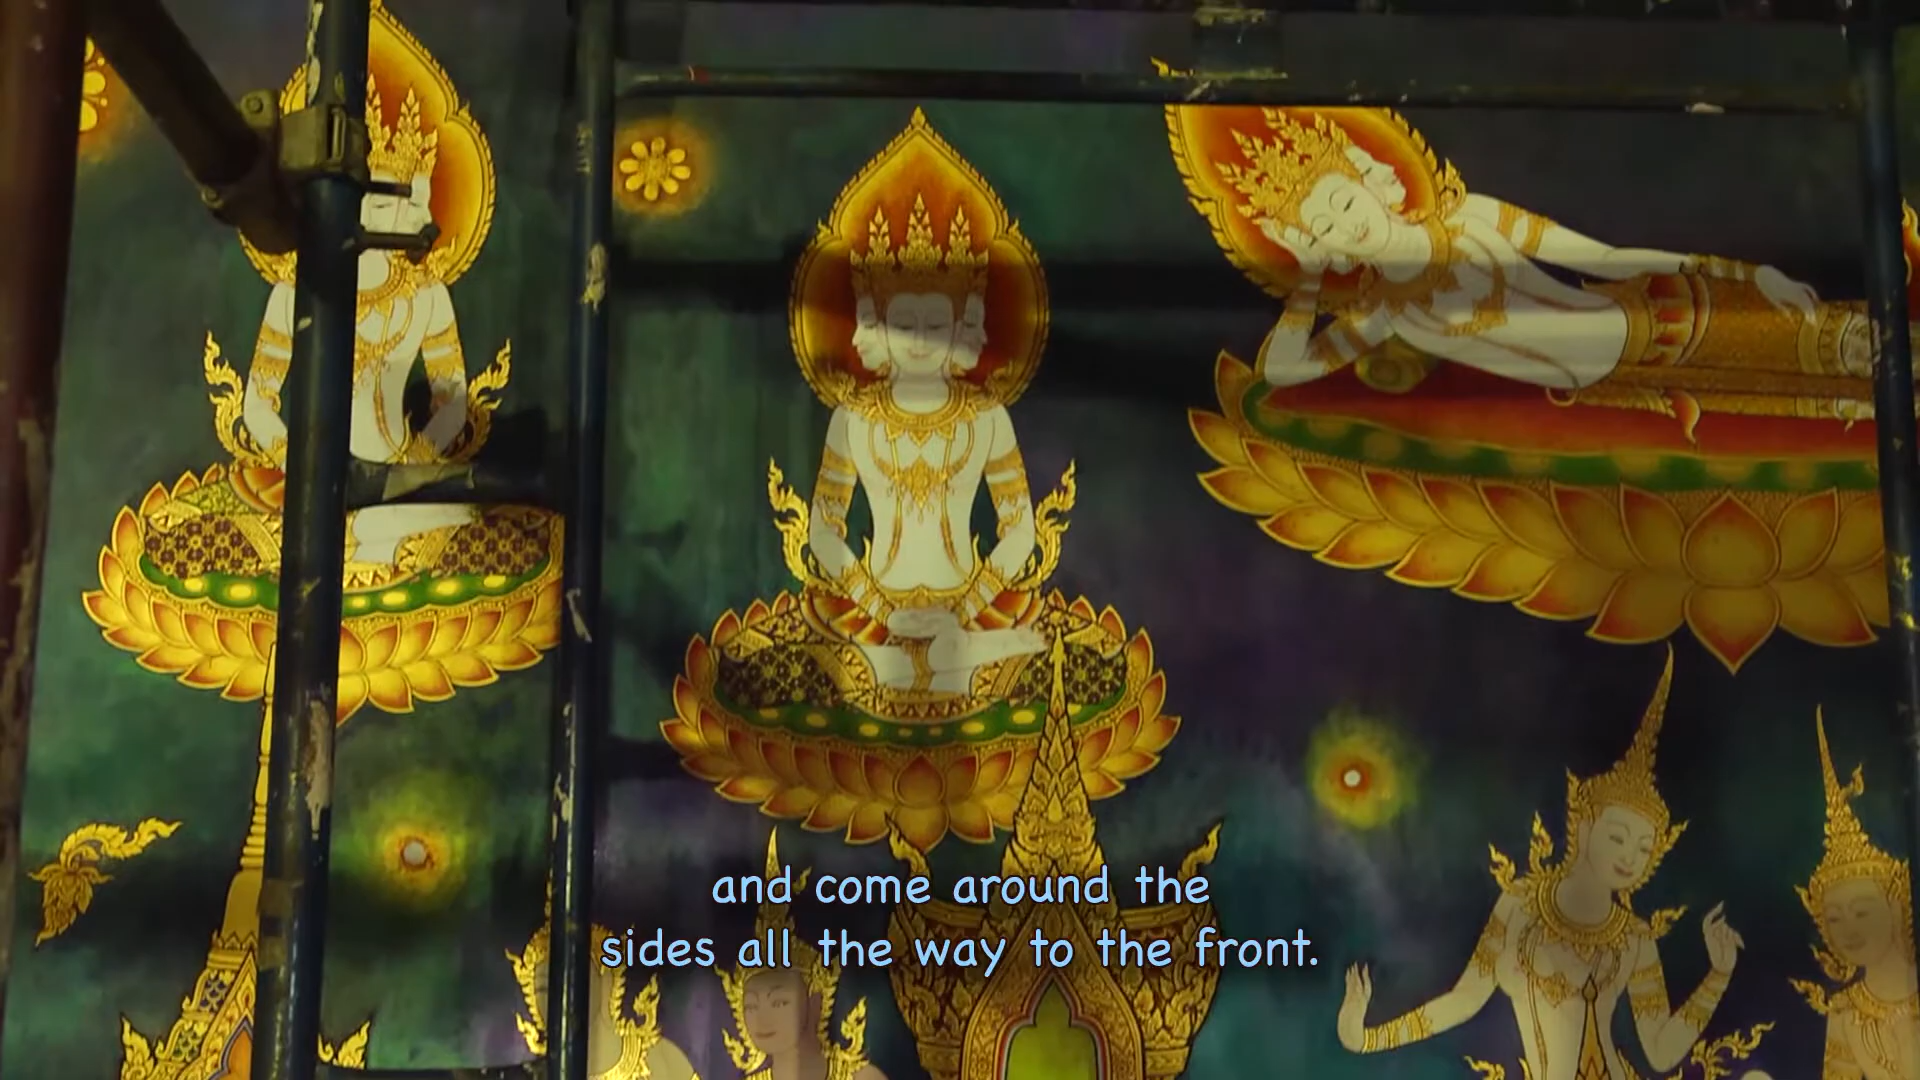 and come around the
sides all the way to the front.